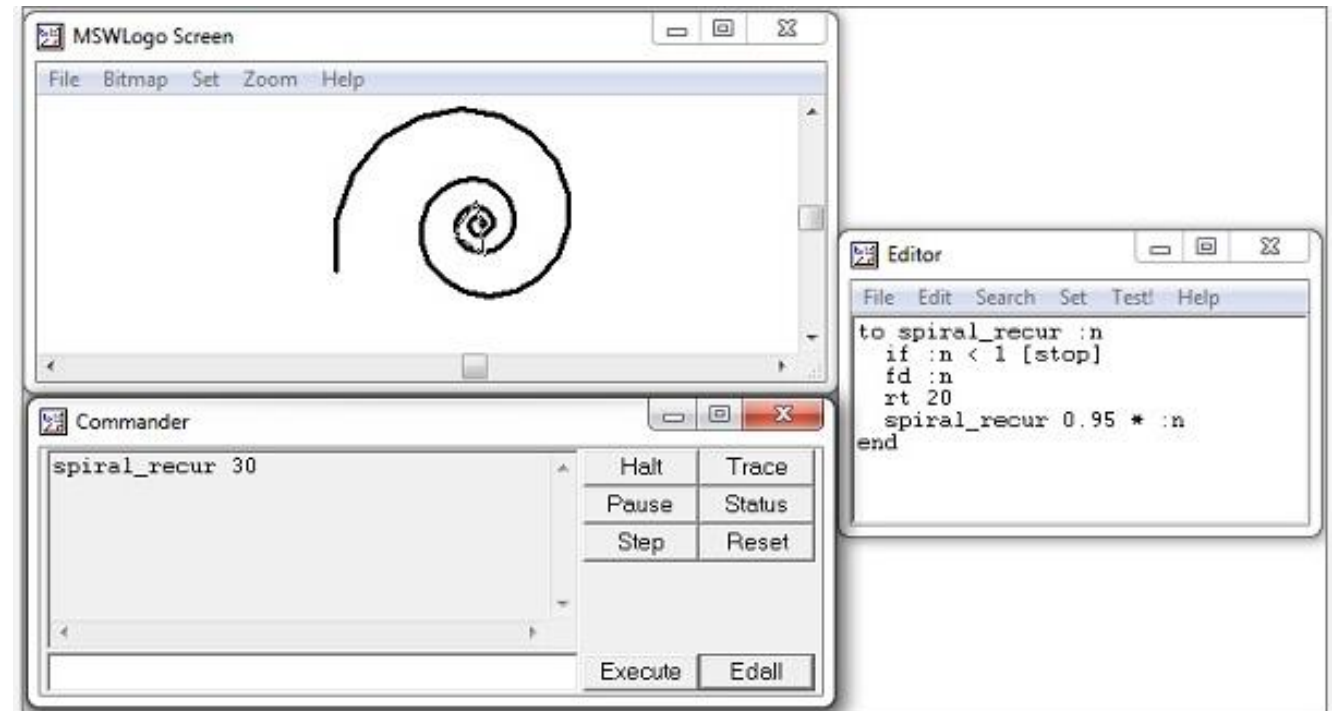 MSWLogo Screen
File Bitmap Set Zoom Help
Commander
spiral_recur 30
Halt Trace
Pause Status
Step Reset
Execute Edall
Editor
File Edit Search Set Test! Help
to spiral_recur :n
  if :n < 1 [stop]
  fd :n
  rt 20
  spiral_recur 0.95 * :n
end